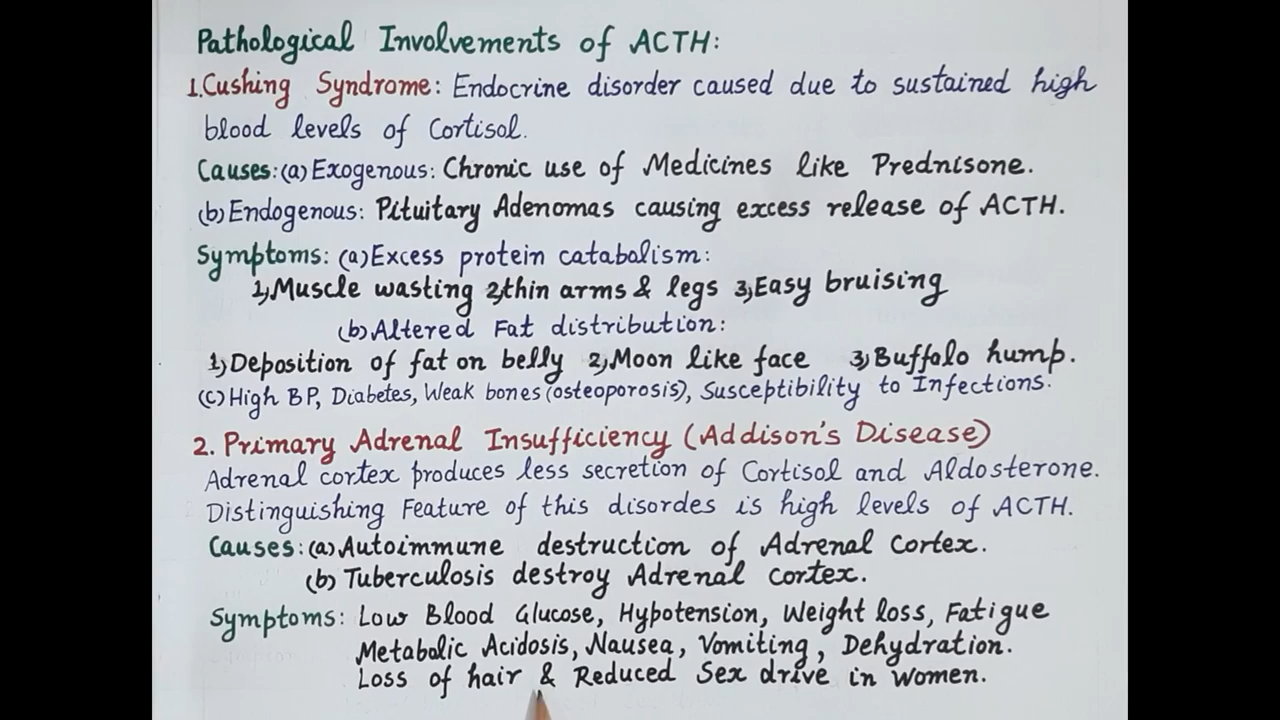 Pathological Involvements of ACTH:
1.Cushing Syndrome: Endocrine disorder caused due to sustained high
blood levels of Cortisol.
Causes: (a) Exogenous: Chronic use of Medicines like Prednisone.
(b) Endogenous: Pituitary Adenomas causing excess release of ACTH.
Symptoms: (a) Excess protein catabolism:
1) Muscle wasting 2) thin arms & legs 3) Easy bruising
(b) Altered Fat distribution:
1) Deposition of fat on belly 2) Moon like face 3) Buffalo hump.
(c) High BP, Diabetes, Weak bones (osteoporosis), Susceptibility to Infections.
2. Primary Adrenal Insufficiency (Addison's Disease)
Adrenal cortex produces less secretion of Cortisol and Aldosterone.
Distinguishing Feature of this disordes is high levels of ACTH.
Causes: (a) Autoimmune destruction of Adrenal Cortex.
(b) Tuberculosis destroy Adrenal cortex.
Symptoms: Low Blood Glucose, Hypotension, Weight loss, Fatigue
Metabolic Acidosis, Nausea, Vomiting, Dehydration.
Loss of hair & Reduced Sex drive in women.